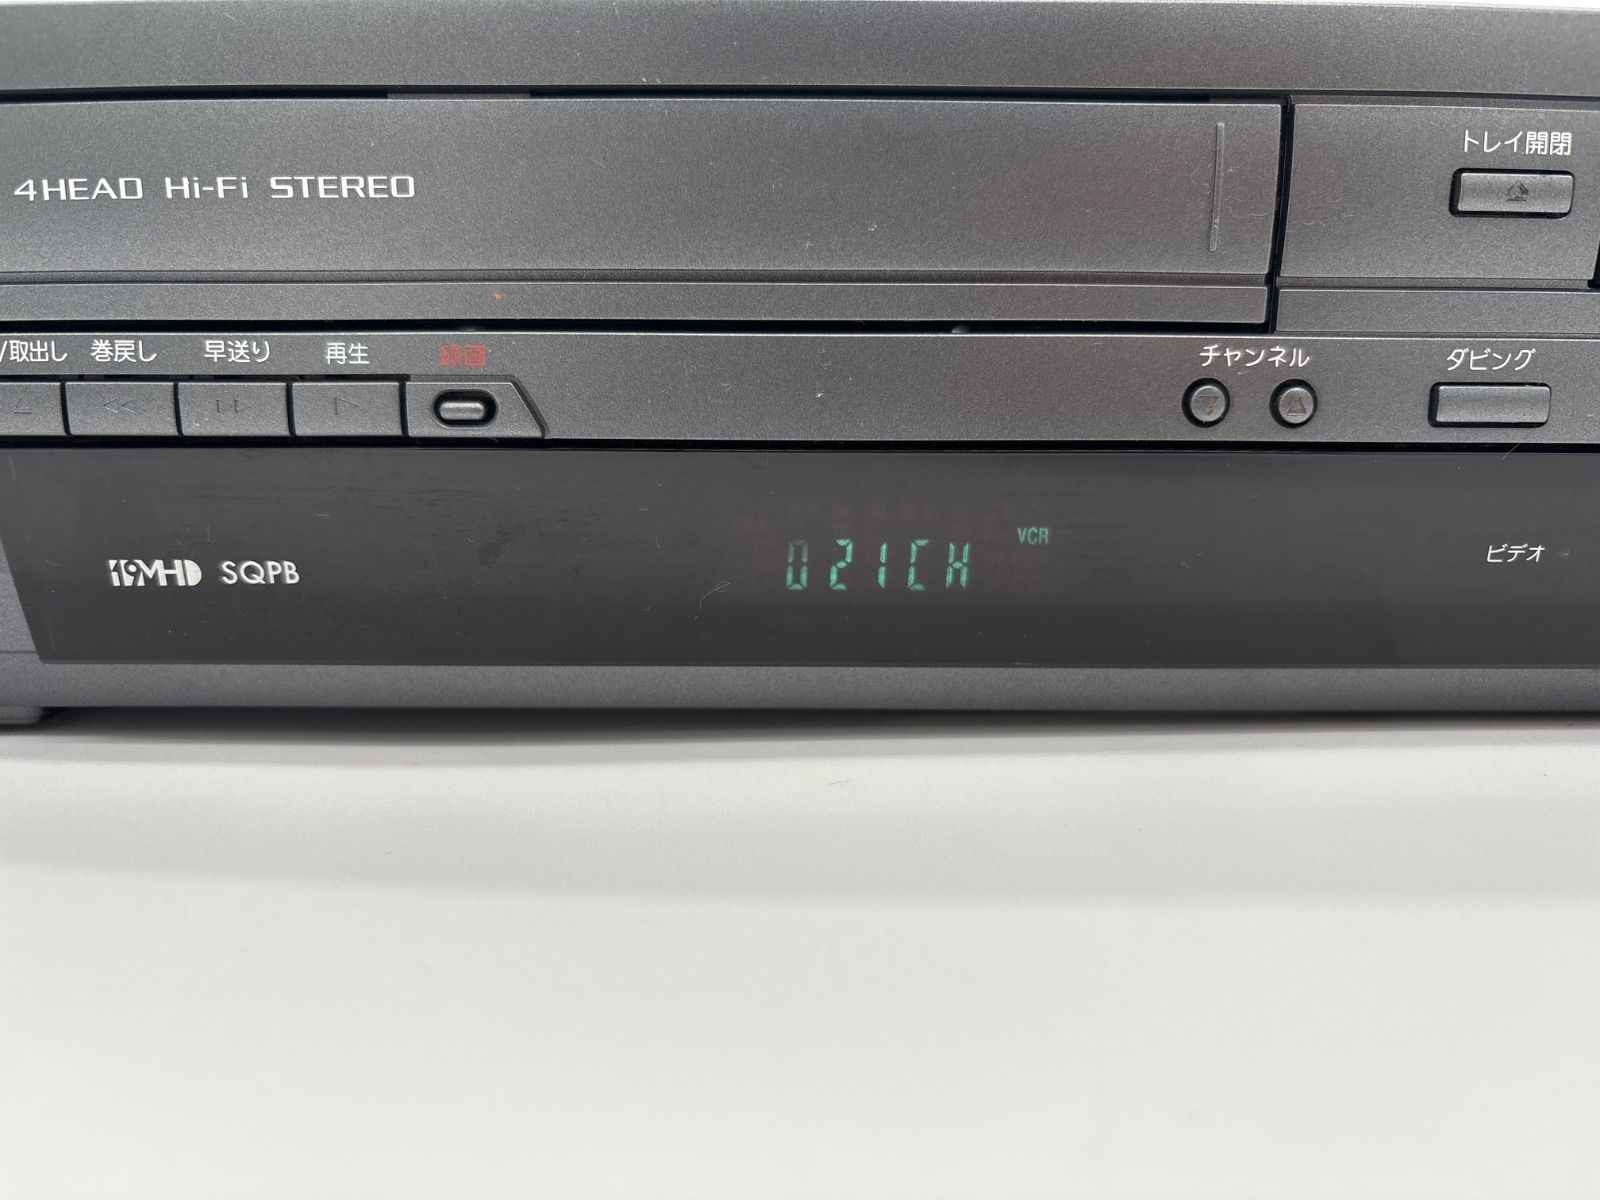 トレイ開閉
4HEAD Hi-Fi STEREO
/取出し 巻戻し 早送り 再生 録画
チャンネル ダビング
021CH VCR
19MHD SQPB
ビデオ